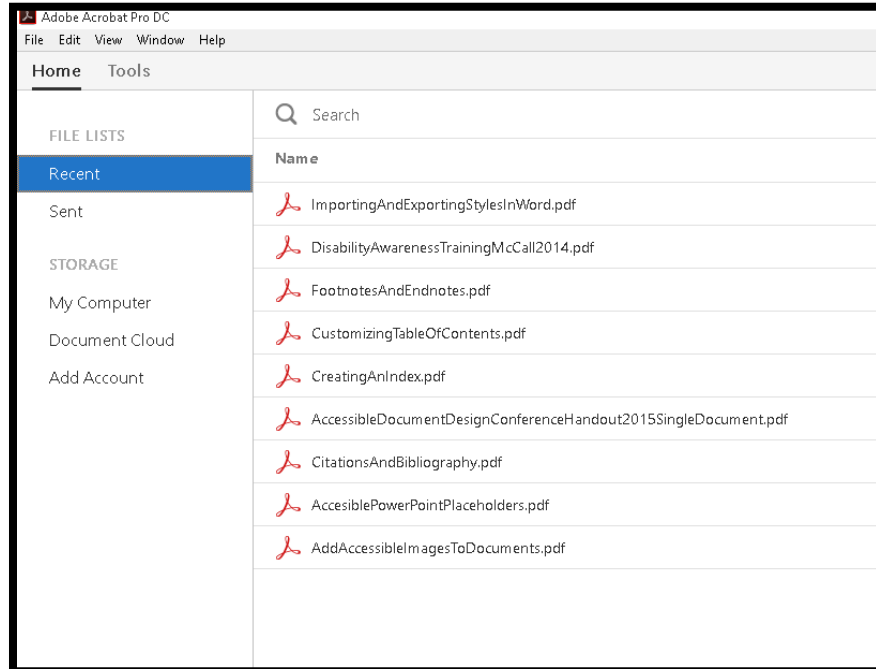 Adobe Acrobat Pro DC
File Edit View Window Help
Home Tools
FILE LISTS
Recent
Sent
STORAGE
My Computer
Document Cloud
Add Account
Search
Name
ImportingAndExportingStylesInWord.pdf
DisabilityAwarenessTrainingMcCall2014.pdf
FootnotesAndEndnotes.pdf
CustomizingTableOfContents.pdf
CreatingAnIndex.pdf
AccessibleDocumentDesignConferenceHandout2015SingleDocument.pdf
CitationsAndBibliography.pdf
AccesiblePowerPointPlaceholders.pdf
AddAccessibleImagesToDocuments.pdf